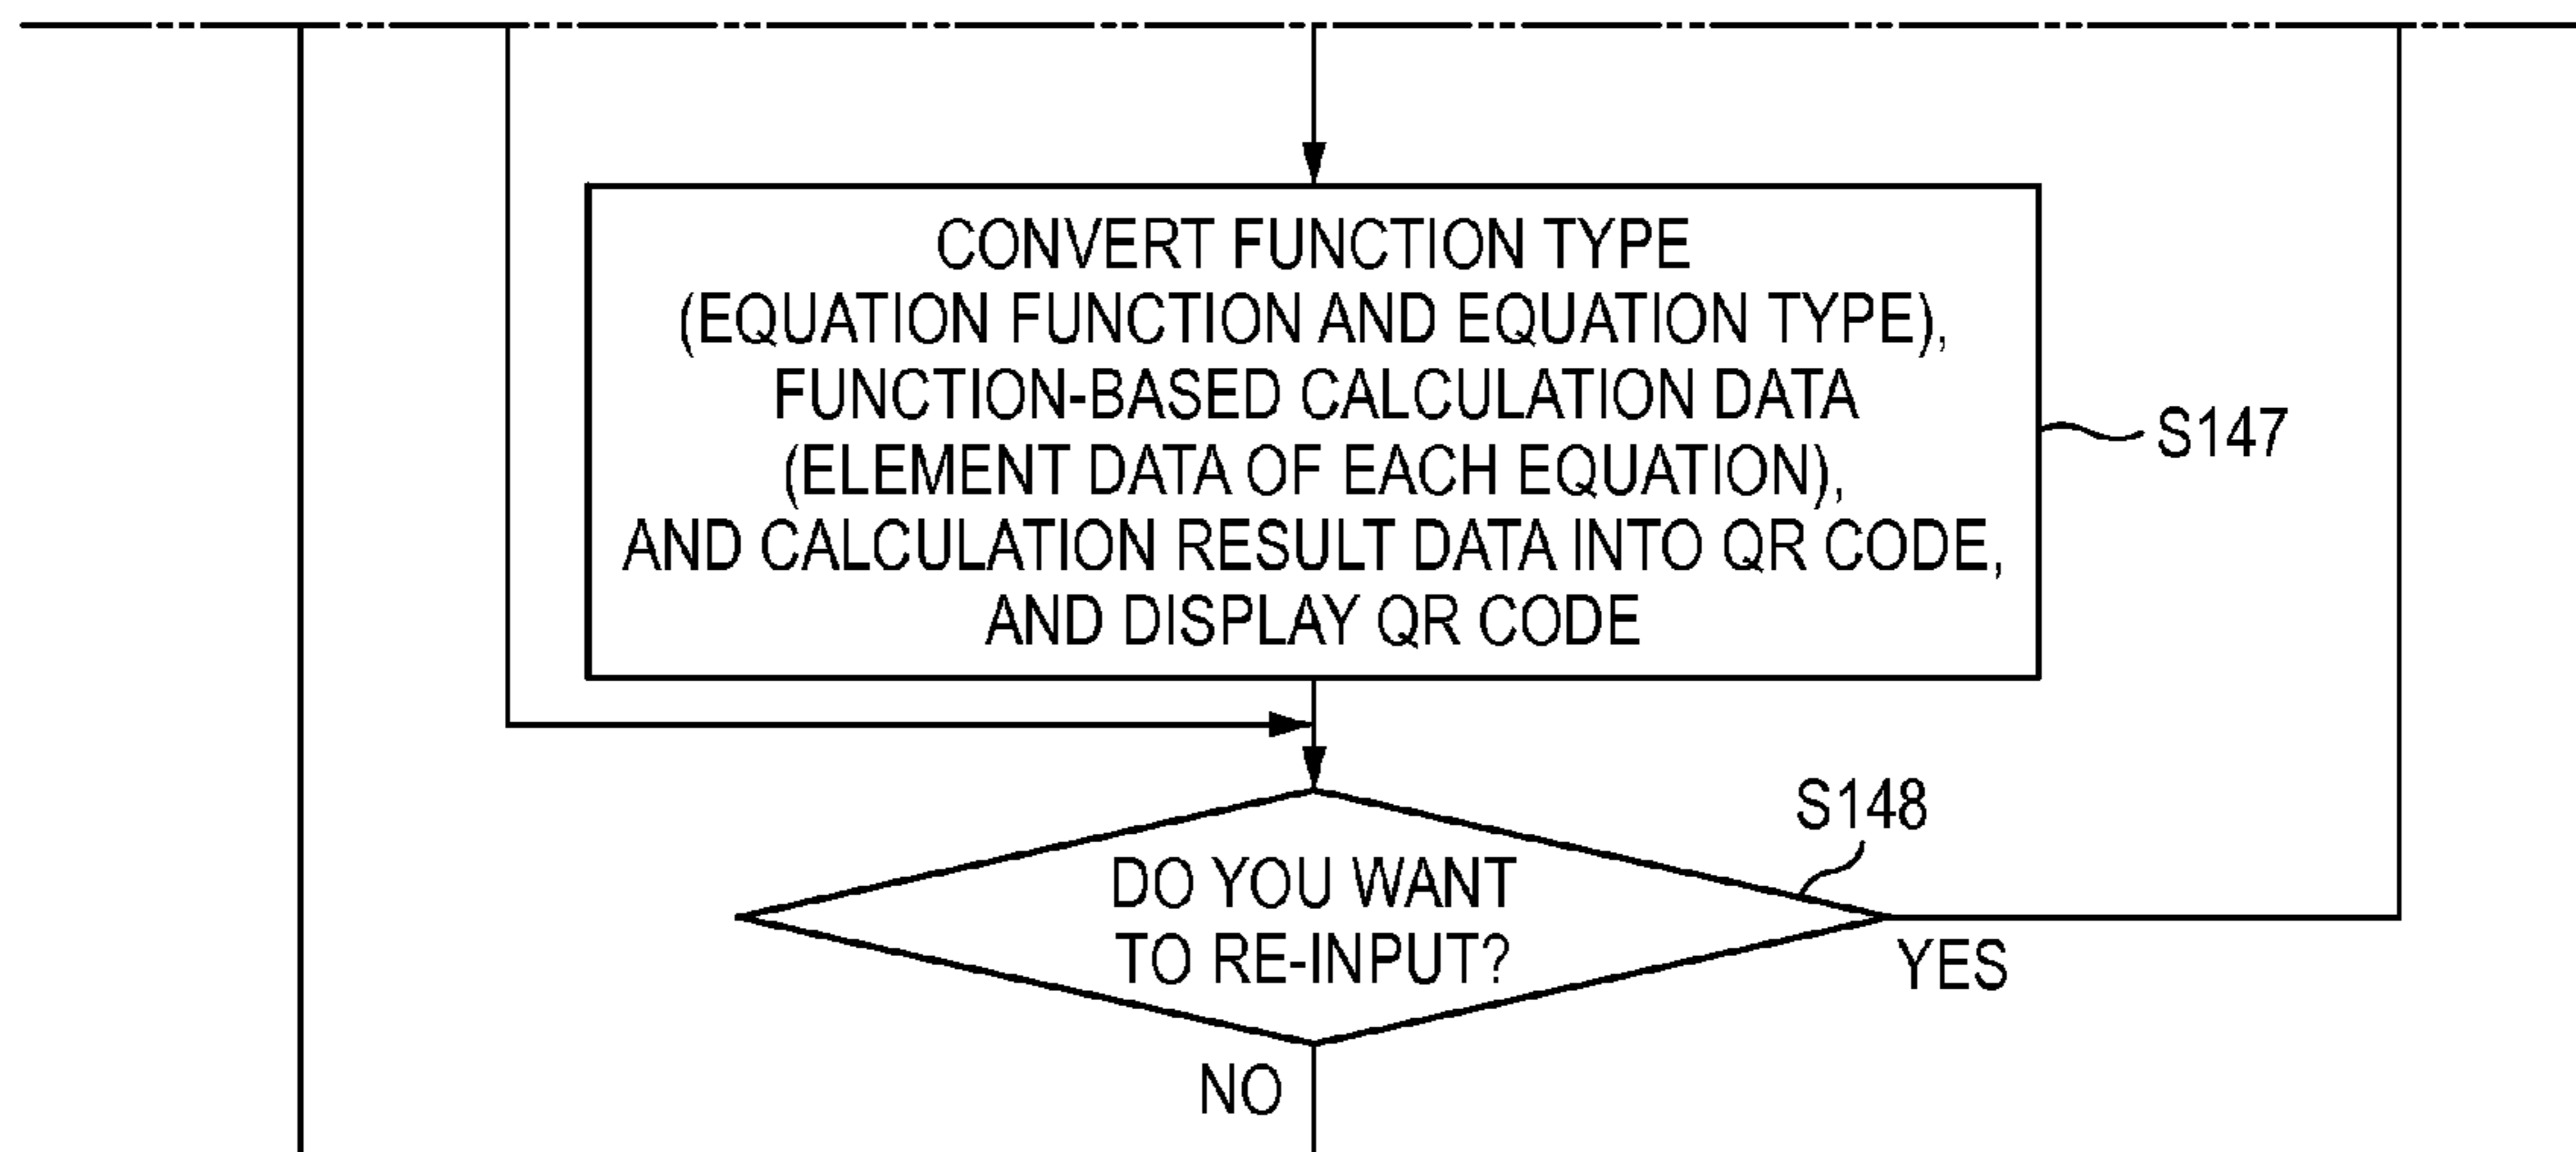 CONVERT FUNCTION TYPE
(EQUATION FUNCTION AND EQUATION TYPE),
FUNCTION-BASED CALCULATION DATA
(ELEMENT DATA OF EACH EQUATION),
AND CALCULATION RESULT DATA INTO QR CODE,
AND DISPLAY QR CODE
S147
S148
DO YOU WANT
TO RE-INPUT?
YES
NO